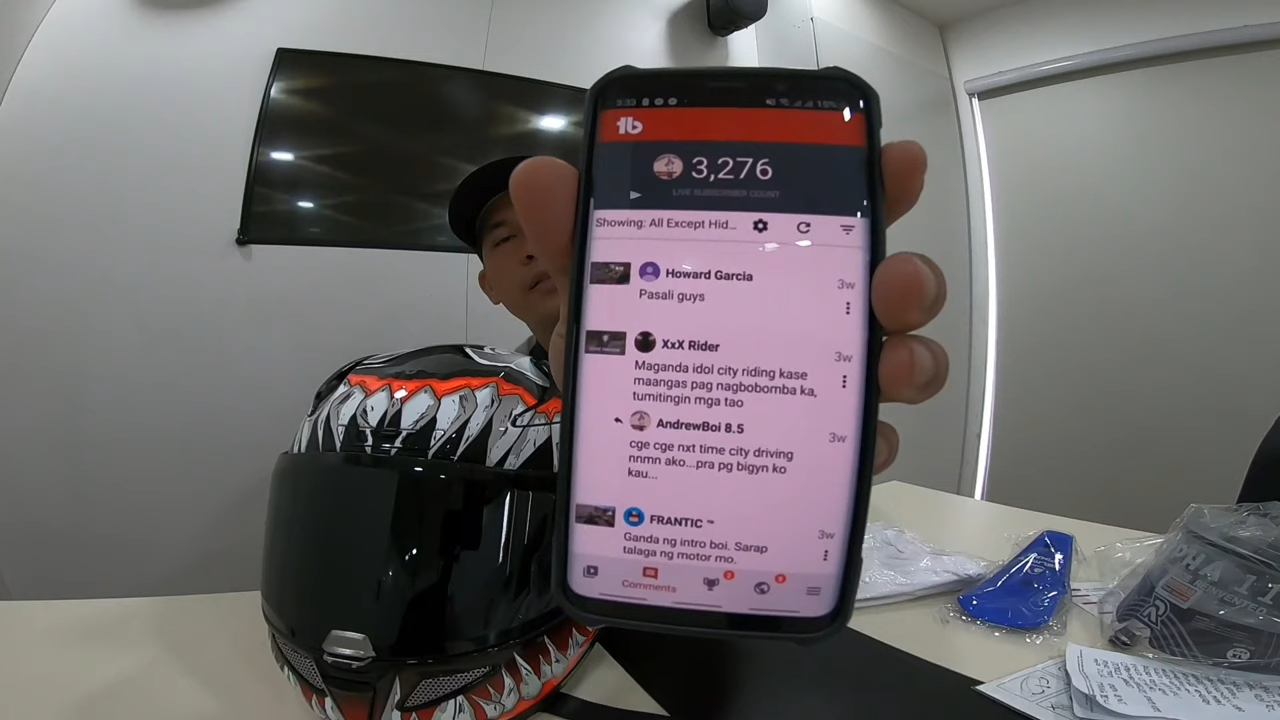 3:33
15%
tb
3,276
LIVE SUBSCRIBER COUNT
Showing: All Except Hid...
Howard Garcia
3w
Pasali guys
XxX Rider
3w
Maganda idol city riding kase
maangas pag nagbobomba ka,
tumitingin mga tao
AndrewBoi 8.5
3w
cge cge nxt time city driving
nnmn ako...pra pg bigyn ko
kau...
FRANTIC ™
3w
Ganda ng intro boi. Sarap
talaga ng motor mo.
Comments